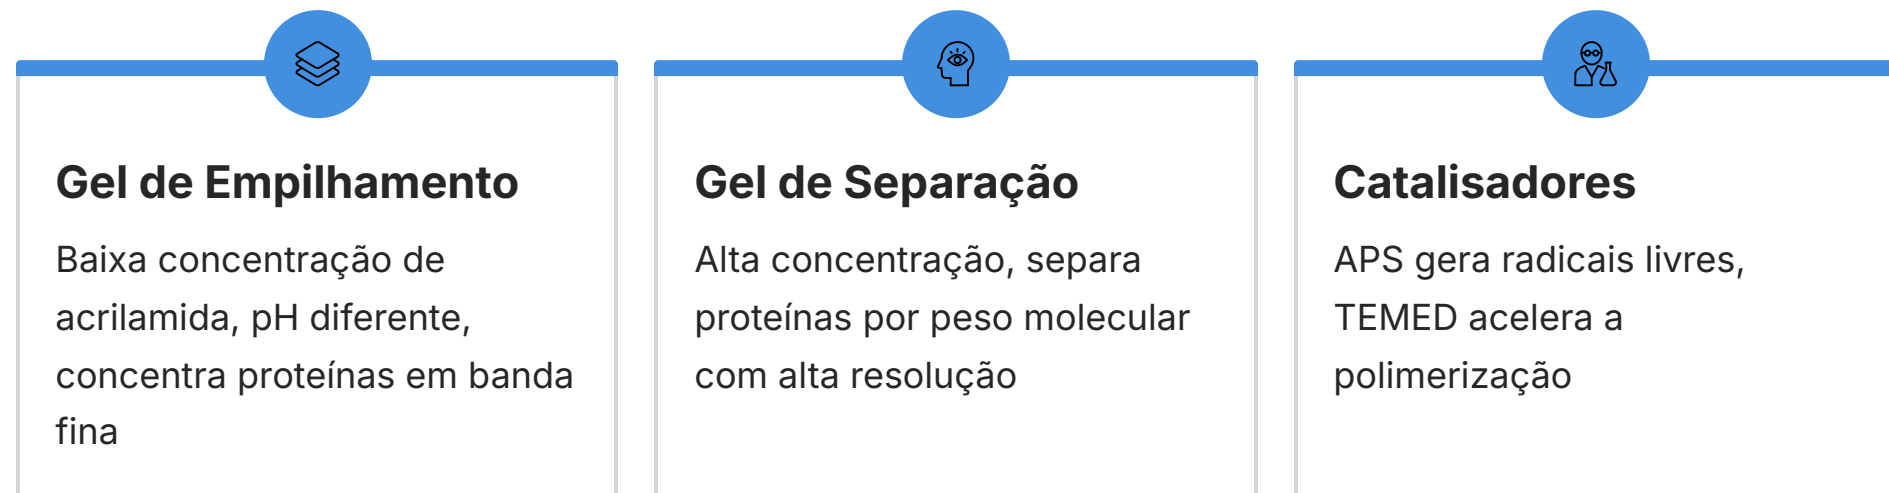 Gel de Empilhamento
Baixa concentração de
acrilamida, pH diferente,
concentra proteínas em banda
fina
Gel de Separação
Alta concentração, separa
proteínas por peso molecular
com alta resolução
Catalisadores
APS gera radicais livres,
TEMED acelera a
polimerização